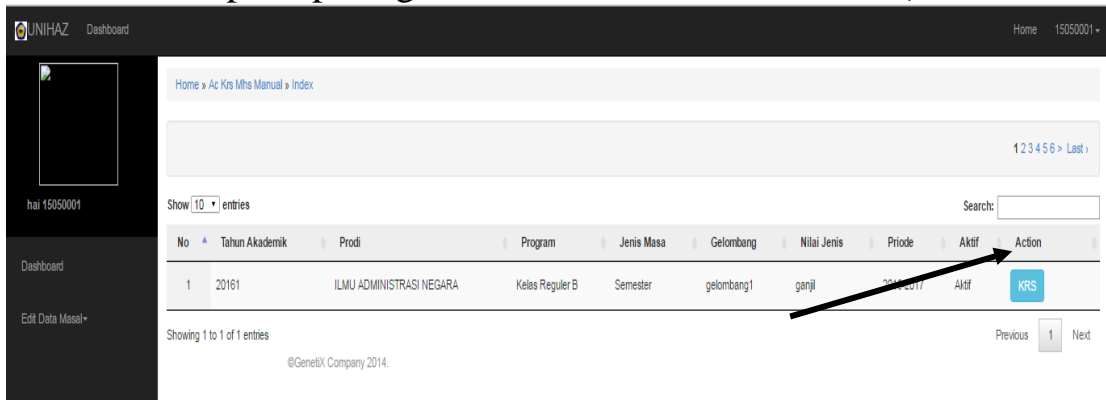 UNIHAZ Dashboard Home 15050001
Home » Ac Krs Mhs Manual » Index
1 2 3 4 5 6 > Last ›
hai 15050001
Show 10 entries Search:
No Tahun Akademik Prodi Program Jenis Masa Gelombang Nilai Jenis Priode Aktif Action
1 20161 ILMU ADMINISTRASI NEGARA Kelas Reguler B Semester gelombang1 ganjil Aktif KRS
Dashboard
Edit Data Masal
Showing 1 to 1 of 1 entries Previous 1 Next
©GenetiX Company 2014.